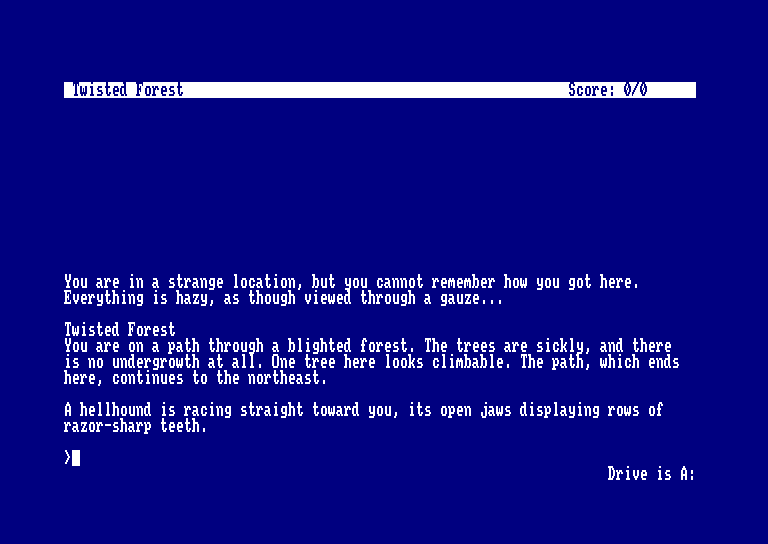 Twisted Forest Score: 0/0
You are in a strange location, but you cannot remember how you got here.
Everything is hazy, as though viewed through a gauze...
Twisted Forest
You are on a path through a blighted forest. The trees are sickly, and there
is no undergrowth at all. One tree here looks climbable. The path, which ends
here, continues to the northeast.
A hellhound is racing straight toward you, its open jaws displaying rows of
razor-sharp teeth.
>
Drive is A: